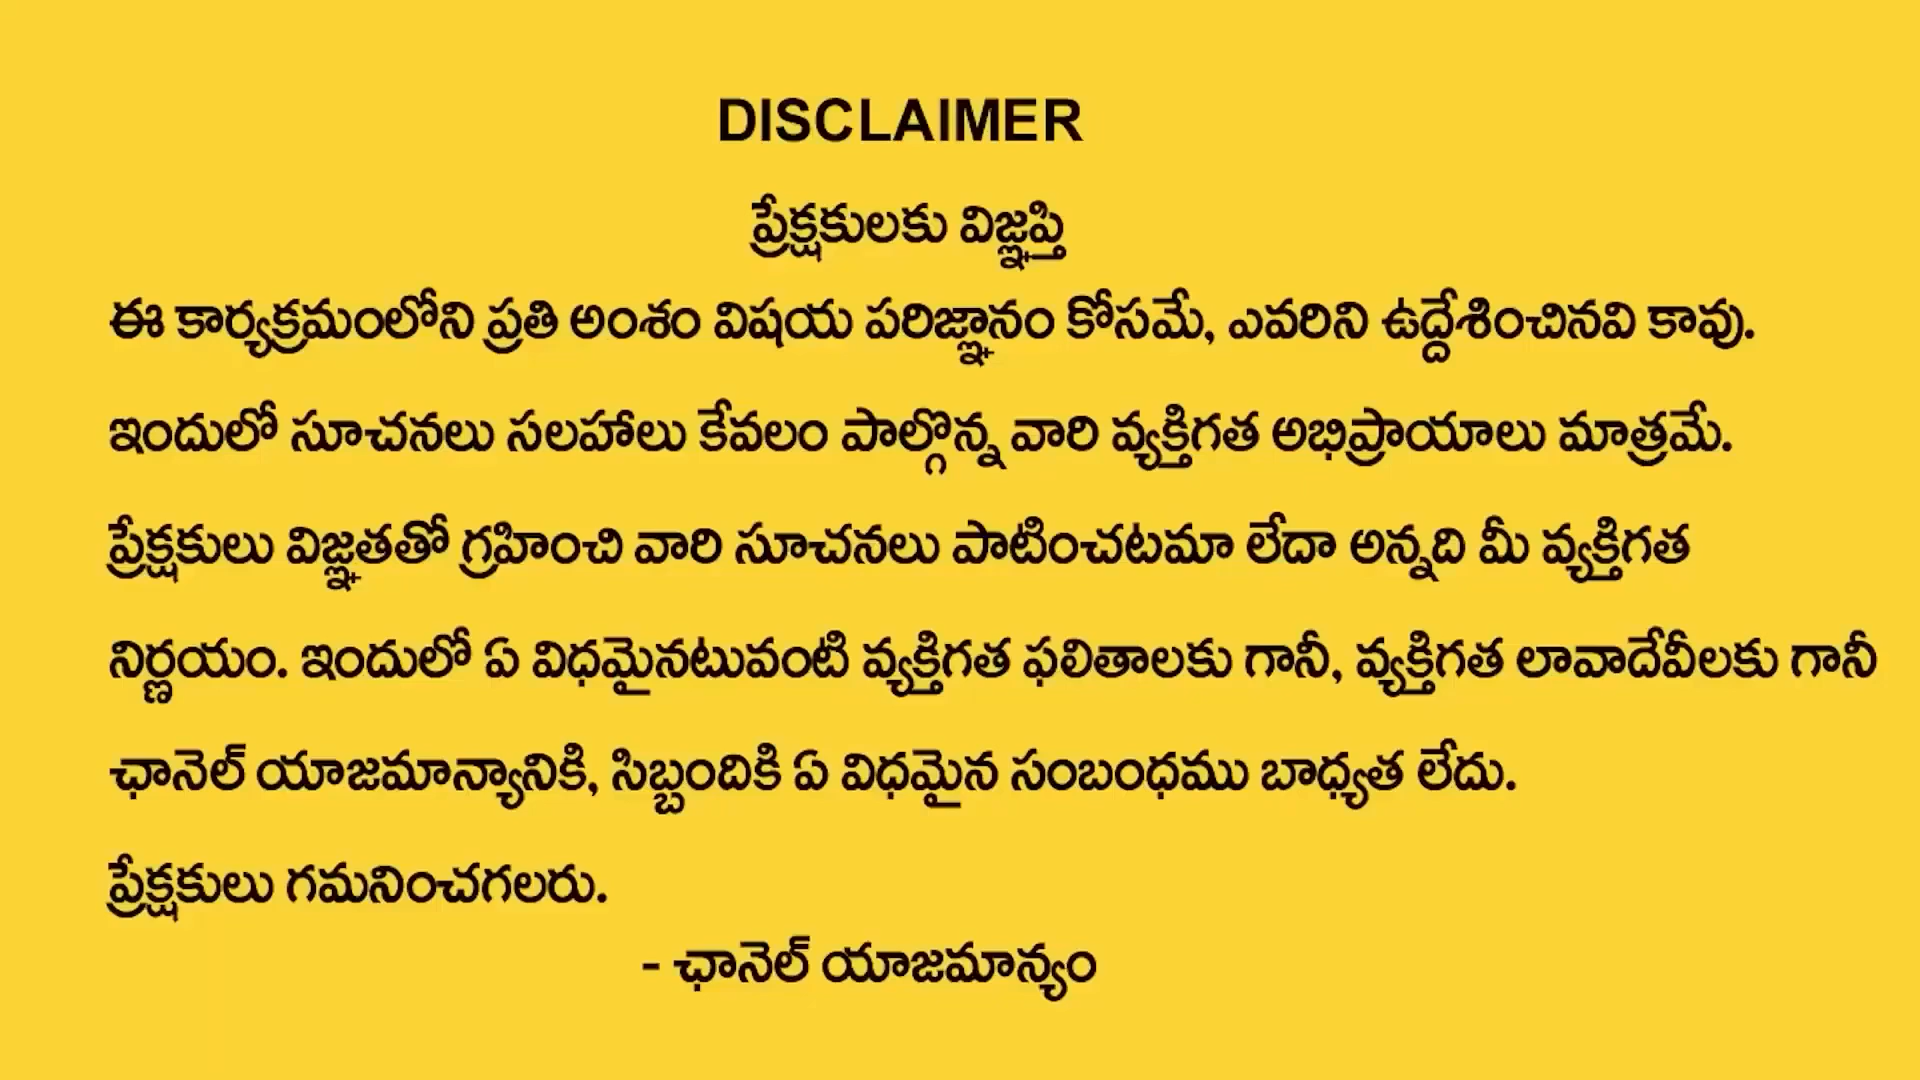 DISCLAIMER
ప్రేక్షకులకు విజ్ఞప్తి
ఈ కార్యక్రమంలోని ప్రతి అంశం విషయ పరిజ్ఞానం కోసమే, ఎవరిని ఉద్దేశించినవి కావు.
ఇందులో సూచనలు సలహాలు కేవలం పాల్గొన్న వారి వ్యక్తిగత అభిప్రాయాలు మాత్రమే.
ప్రేక్షకులు విజ్ఞతతో గ్రహించి వారి సూచనలు పాటించటమా లేదా అన్నది మీ వ్యక్తిగత
నిర్ణయం. ఇందులో ఏ విధమైనటువంటి వ్యక్తిగత ఫలితాలకు గానీ, వ్యక్తిగత లావాదేవీలకు గానీ
ఛానెల్ యాజమాన్యానికి, సిబ్బందికి ఏ విధమైన సంబంధము బాధ్యత లేదు.
ప్రేక్షకులు గమనించగలరు.
- ఛానెల్ యాజమాన్యం